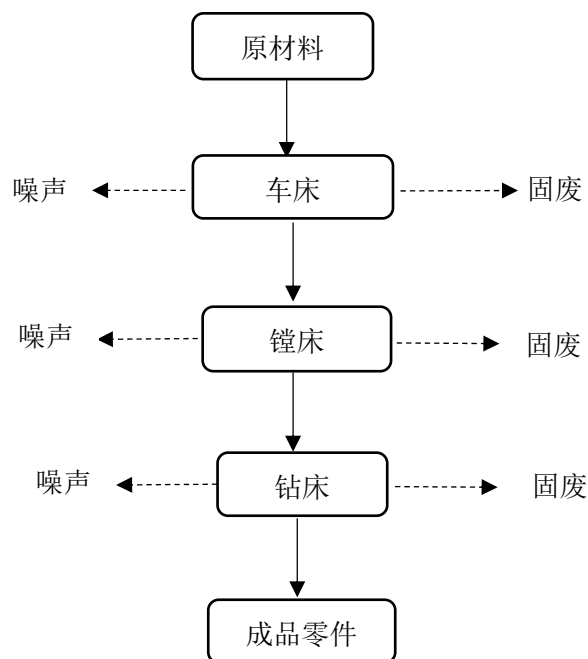 原材料
噪声 车床 固废
噪声 镗床 固废
噪声 钻床 固废
成品零件